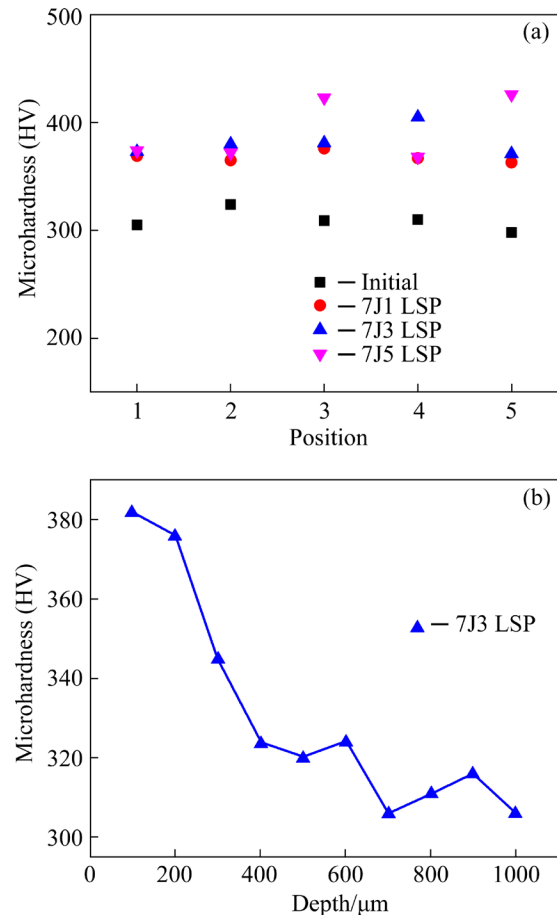 (a)
500
400
300
200
Microhardness (HV)
— Initial
— 7J1 LSP
— 7J3 LSP
— 7J5 LSP
1 2 3 4 5
Position
(b)
380
360
340
320
300
Microhardness (HV)
— 7J3 LSP
0 200 400 600 800 1000
Depth/μm